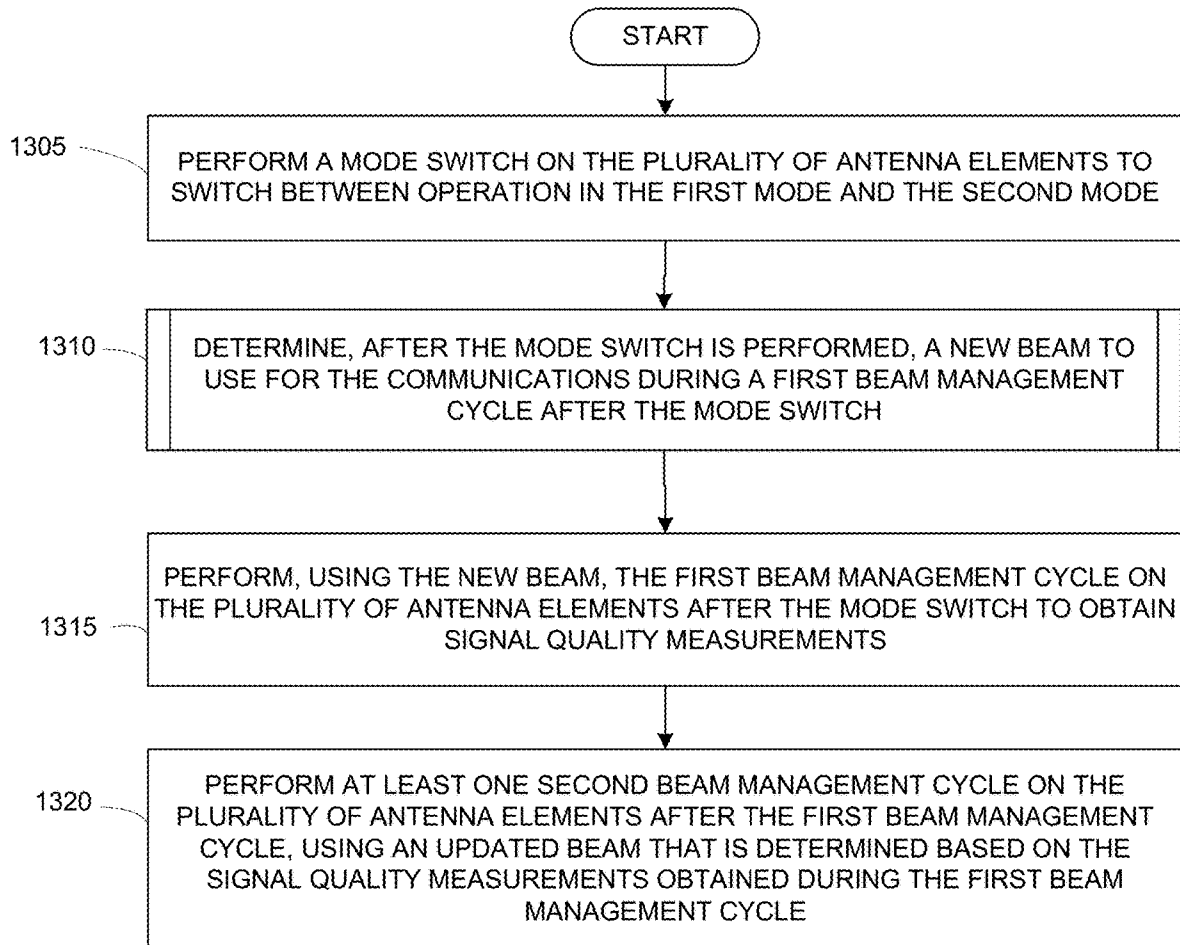 START
1305
PERFORM A MODE SWITCH ON THE PLURALITY OF ANTENNA ELEMENTS TO
SWITCH BETWEEN OPERATION IN THE FIRST MODE AND THE SECOND MODE
1310
DETERMINE, AFTER THE MODE SWITCH IS PERFORMED, A NEW BEAM TO
USE FOR THE COMMUNICATIONS DURING A FIRST BEAM MANAGEMENT
CYCLE AFTER THE MODE SWITCH
1315
PERFORM, USING THE NEW BEAM, THE FIRST BEAM MANAGEMENT CYCLE ON
THE PLURALITY OF ANTENNA ELEMENTS AFTER THE MODE SWITCH TO OBTAIN
SIGNAL QUALITY MEASUREMENTS
1320
PERFORM AT LEAST ONE SECOND BEAM MANAGEMENT CYCLE ON THE
PLURALITY OF ANTENNA ELEMENTS AFTER THE FIRST BEAM MANAGEMENT
CYCLE, USING AN UPDATED BEAM THAT IS DETERMINED BASED ON THE
SIGNAL QUALITY MEASUREMENTS OBTAINED DURING THE FIRST BEAM
MANAGEMENT CYCLE